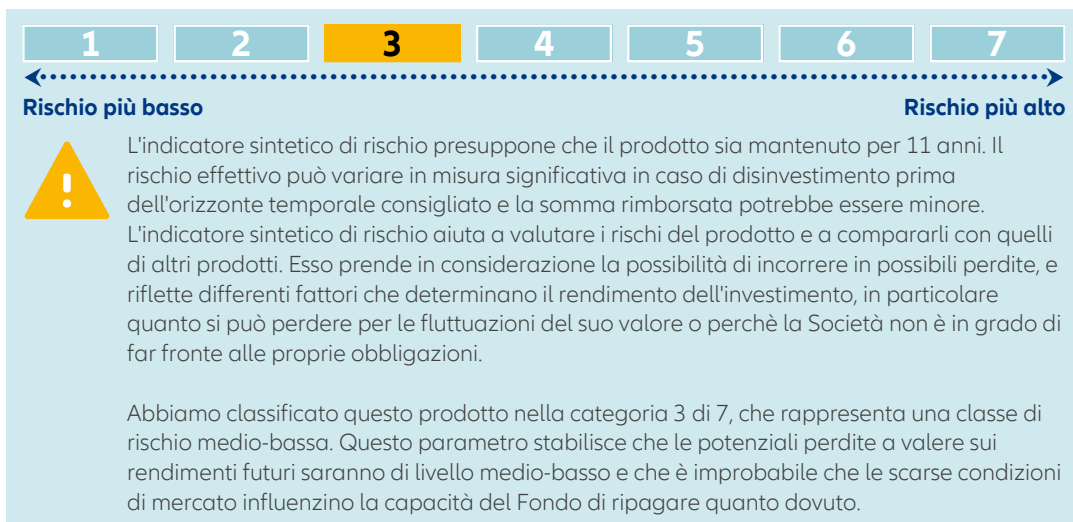 1 2 3 4 5 6 7
Rischio più basso Rischio più alto
L'indicatore sintetico di rischio presuppone che il prodotto sia mantenuto per 11 anni. Il
rischio effettivo può variare in misura significativa in caso di disinvestimento prima
dell'orizzonte temporale consigliato e la somma rimborsata potrebbe essere minore.
L'indicatore sintetico di rischio aiuta a valutare i rischi del prodotto e a compararli con quelli
di altri prodotti. Esso prende in considerazione la possibilità di incorrere in possibili perdite, e
riflette differenti fattori che determinano il rendimento dell'investimento, in particolare
quanto si può perdere per le fluttuazioni del suo valore o perchè la Società non è in grado di
far fronte alle proprie obbligazioni.
Abbiamo classificato questo prodotto nella categoria 3 di 7, che rappresenta una classe di
rischio medio-bassa. Questo parametro stabilisce che le potenziali perdite a valere sui
rendimenti futuri saranno di livello medio-basso e che è improbabile che le scarse condizioni
di mercato influenzino la capacità del Fondo di ripagare quanto dovuto.